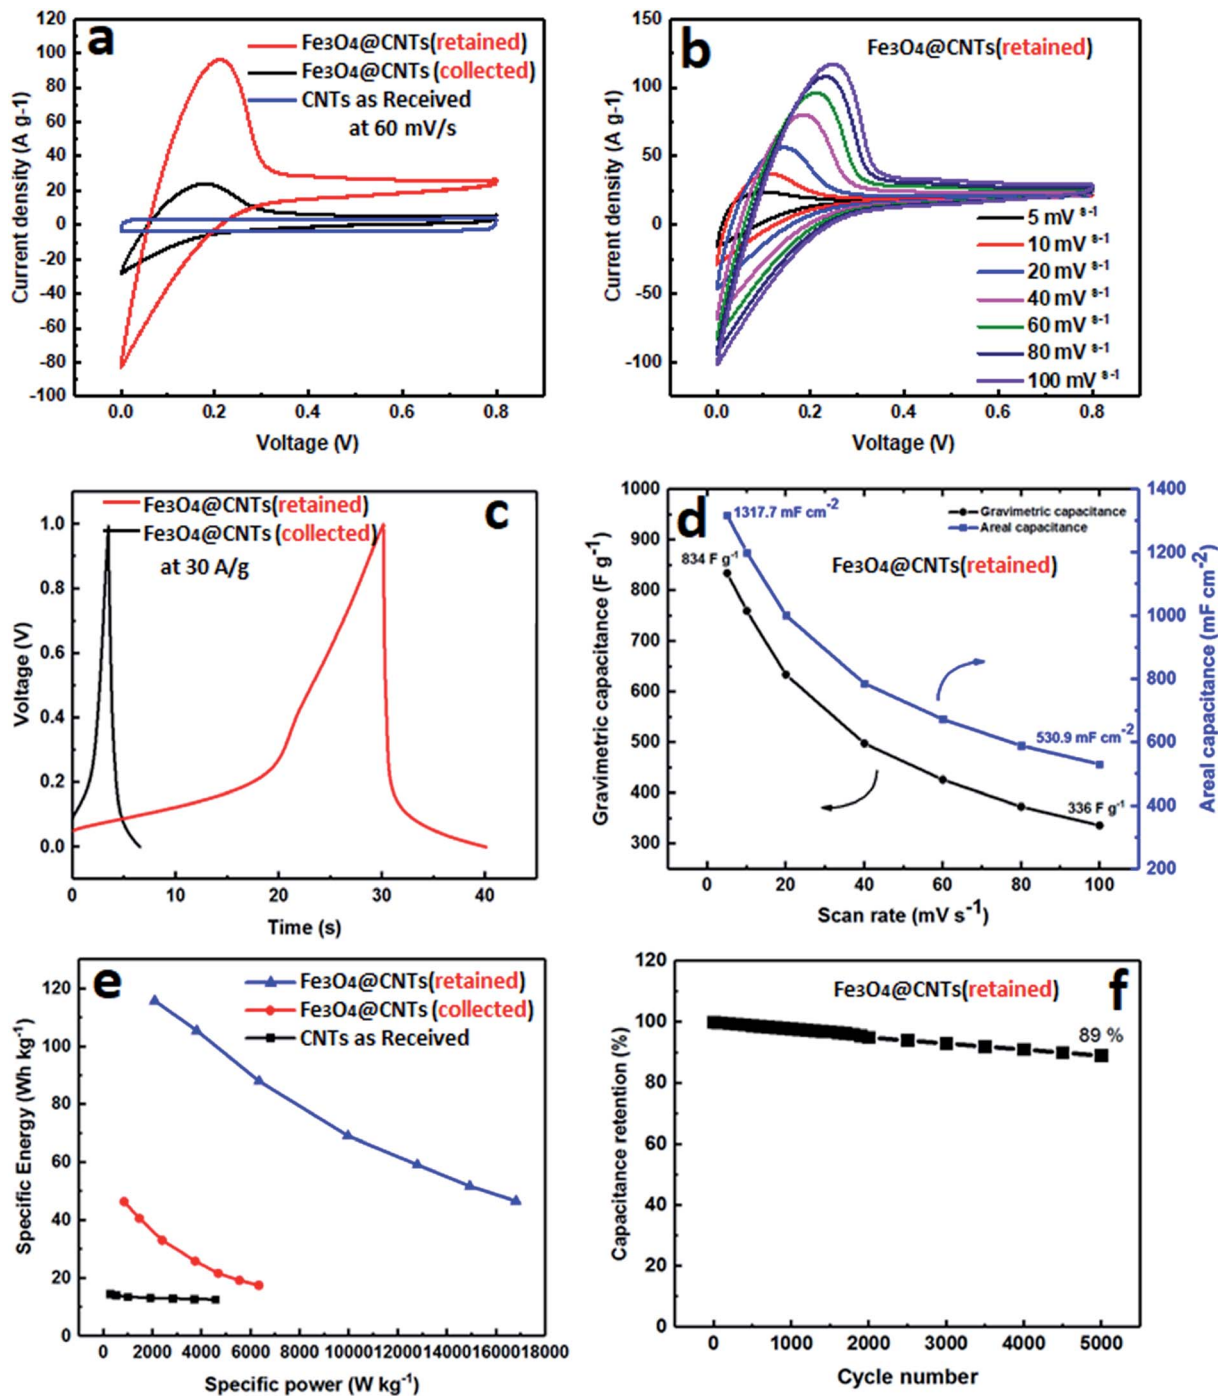 a
Fe3O4@CNTs(retained)
Fe3O4@CNTs (collected)
CNTs as Received
at 60 mV/s
Current density (A g-1)
120
100
80
60
40
20
0
-20
-40
-60
-80
-100
0.0 0.2 0.4 0.6 0.8
Voltage (V)
b
Fe3O4@CNTs(retained)
Current density (A g-1)
150
100
50
0
-50
-100
5 mV s-1
10 mV s-1
20 mV s-1
40 mV s-1
60 mV s-1
80 mV s-1
100 mV s-1
0.0 0.2 0.4 0.6 0.8
Voltage (V)
c
Fe3O4@CNTs(retained)
Fe3O4@CNTs (collected)
at 30 A/g
Voltage (V)
1.0
0.8
0.6
0.4
0.2
0.0
0 10 20 30 40
Time (s)
d
Gravimetric capacitance
Areal capacitance
Fe3O4@CNTs(retained)
1317.7 mF cm-2
834 F g-1
530.9 mF cm-2
336 F g-1
Gravimetric capacitance (F g-1)
1000
900
800
700
600
500
400
300
Areal capacitance (mF cm-2)
1400
1200
1000
800
600
400
200
0 20 40 60 80 100
Scan rate (mV s-1)
e
Fe3O4@CNTs(retained)
Fe3O4@CNTs (collected)
CNTs as Received
Specific Energy (Wh kg-1)
120
100
80
60
40
20
0
0 2000 4000 6000 8000 10000 12000 14000 16000 18000
Specific power (W kg-1)
f
Fe3O4@CNTs(retained)
89 %
Capacitance retention (%)
120
100
80
60
40
20
0
0 1000 2000 3000 4000 5000
Cycle number